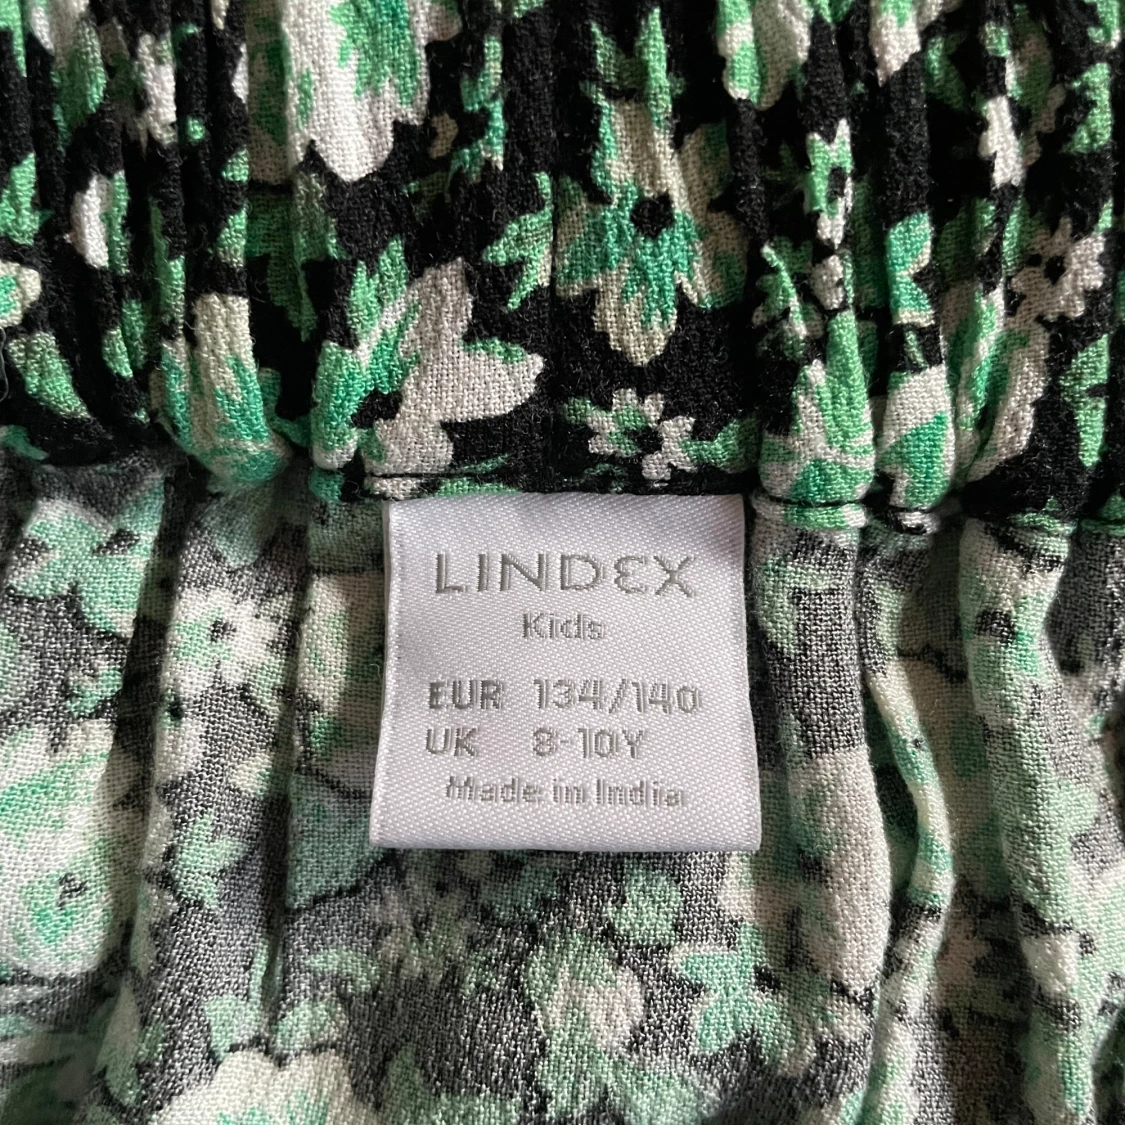 LINDEX
Kids
EUR 134/140
UK 8-10Y
Made in India